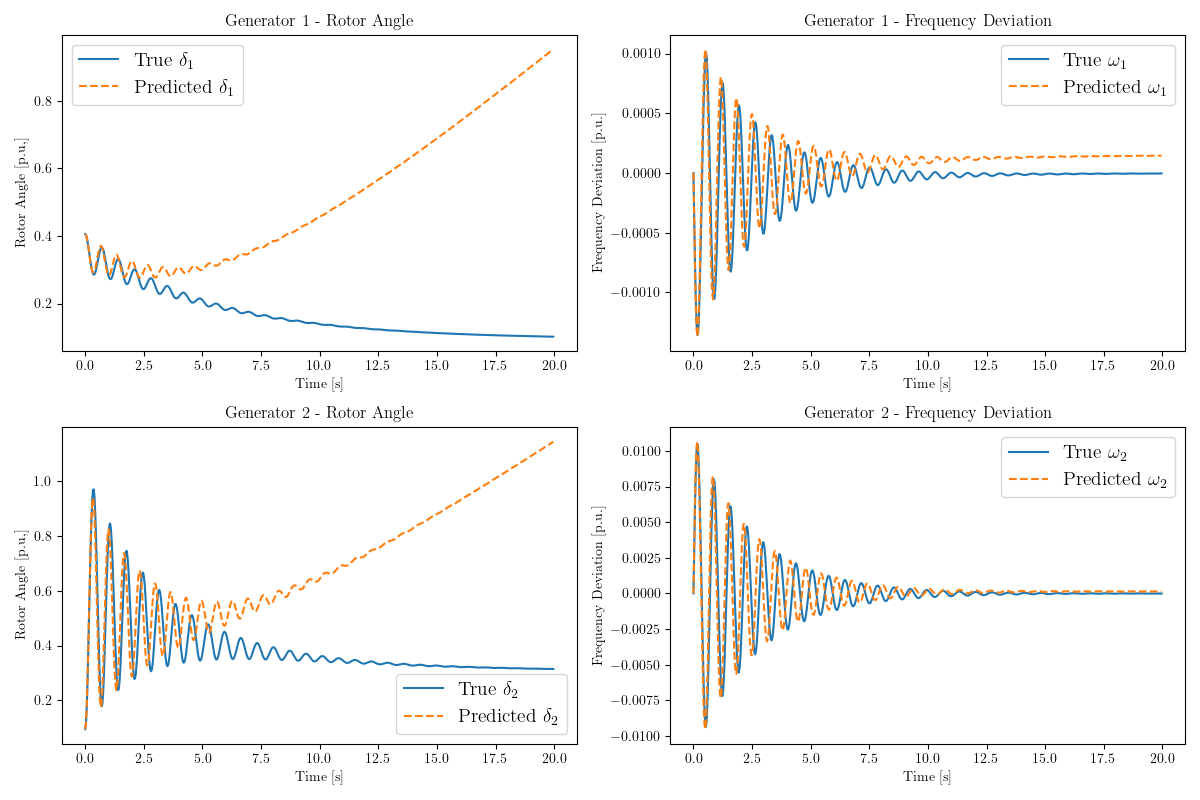 Generator 1 - Rotor Angle
True δ₁
Predicted δ₁
Rotor Angle [p.u.]
0.8
0.6
0.4
0.2
0.0 2.5 5.0 7.5 10.0 12.5 15.0 17.5 20.0
Time [s]
Generator 1 - Frequency Deviation
True ω₁
Predicted ω₁
Frequency Deviation [p.u.]
0.0010
0.0005
0.0000
−0.0005
−0.0010
0.0 2.5 5.0 7.5 10.0 12.5 15.0 17.5 20.0
Time [s]
Generator 2 - Rotor Angle
Rotor Angle [p.u.]
1.0
0.8
0.6
0.4
0.2
True δ₂
Predicted δ₂
0.0 2.5 5.0 7.5 10.0 12.5 15.0 17.5 20.0
Time [s]
Generator 2 - Frequency Deviation
True ω₂
Predicted ω₂
Frequency Deviation [p.u.]
0.0100
0.0075
0.0050
0.0025
0.0000
−0.0025
−0.0050
−0.0075
−0.0100
0.0 2.5 5.0 7.5 10.0 12.5 15.0 17.5 20.0
Time [s]